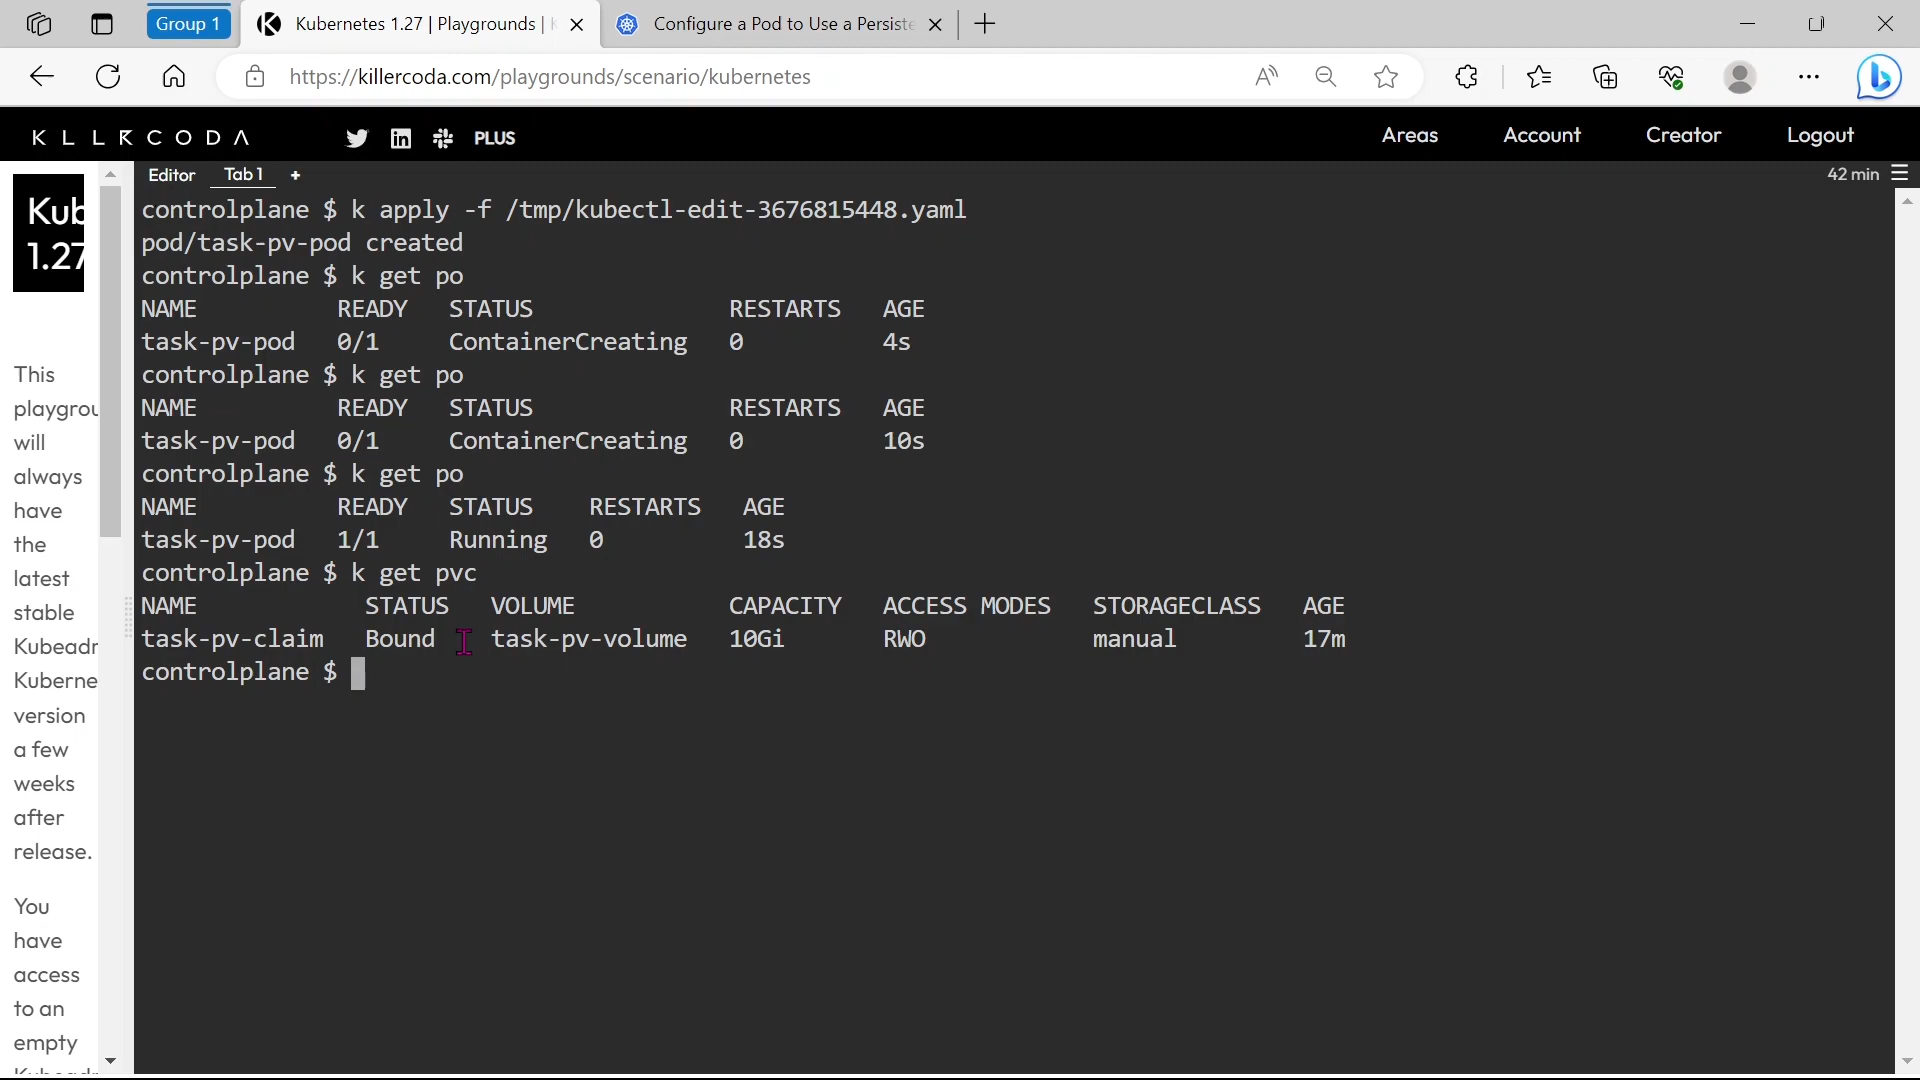 Group 1
Kubernetes 1.27 | Playgrounds |
Configure a Pod to Use a Persiste
https://killercoda.com/playgrounds/scenario/kubernetes
KLLRCODA
PLUS
Areas
Account
Creator
Logout
Kub
1.27
This
playgrou
will
always
have
the
latest
stable
Kubeadr
Kuberne
version
a few
weeks
after
release.
You
have
access
to an
empty
Editor Tab 1 +
42 min
controlplane $ k apply -f /tmp/kubectl-edit-3676815448.yaml
pod/task-pv-pod created
controlplane $ k get po
NAME READY STATUS RESTARTS AGE
task-pv-pod 0/1 ContainerCreating 0 4s
controlplane $ k get po
NAME READY STATUS RESTARTS AGE
task-pv-pod 0/1 ContainerCreating 0 10s
controlplane $ k get po
NAME READY STATUS RESTARTS AGE
task-pv-pod 1/1 Running 0 18s
controlplane $ k get pvc
NAME STATUS VOLUME CAPACITY ACCESS MODES STORAGECLASS AGE
task-pv-claim Bound task-pv-volume 10Gi RWO manual 17m
controlplane $